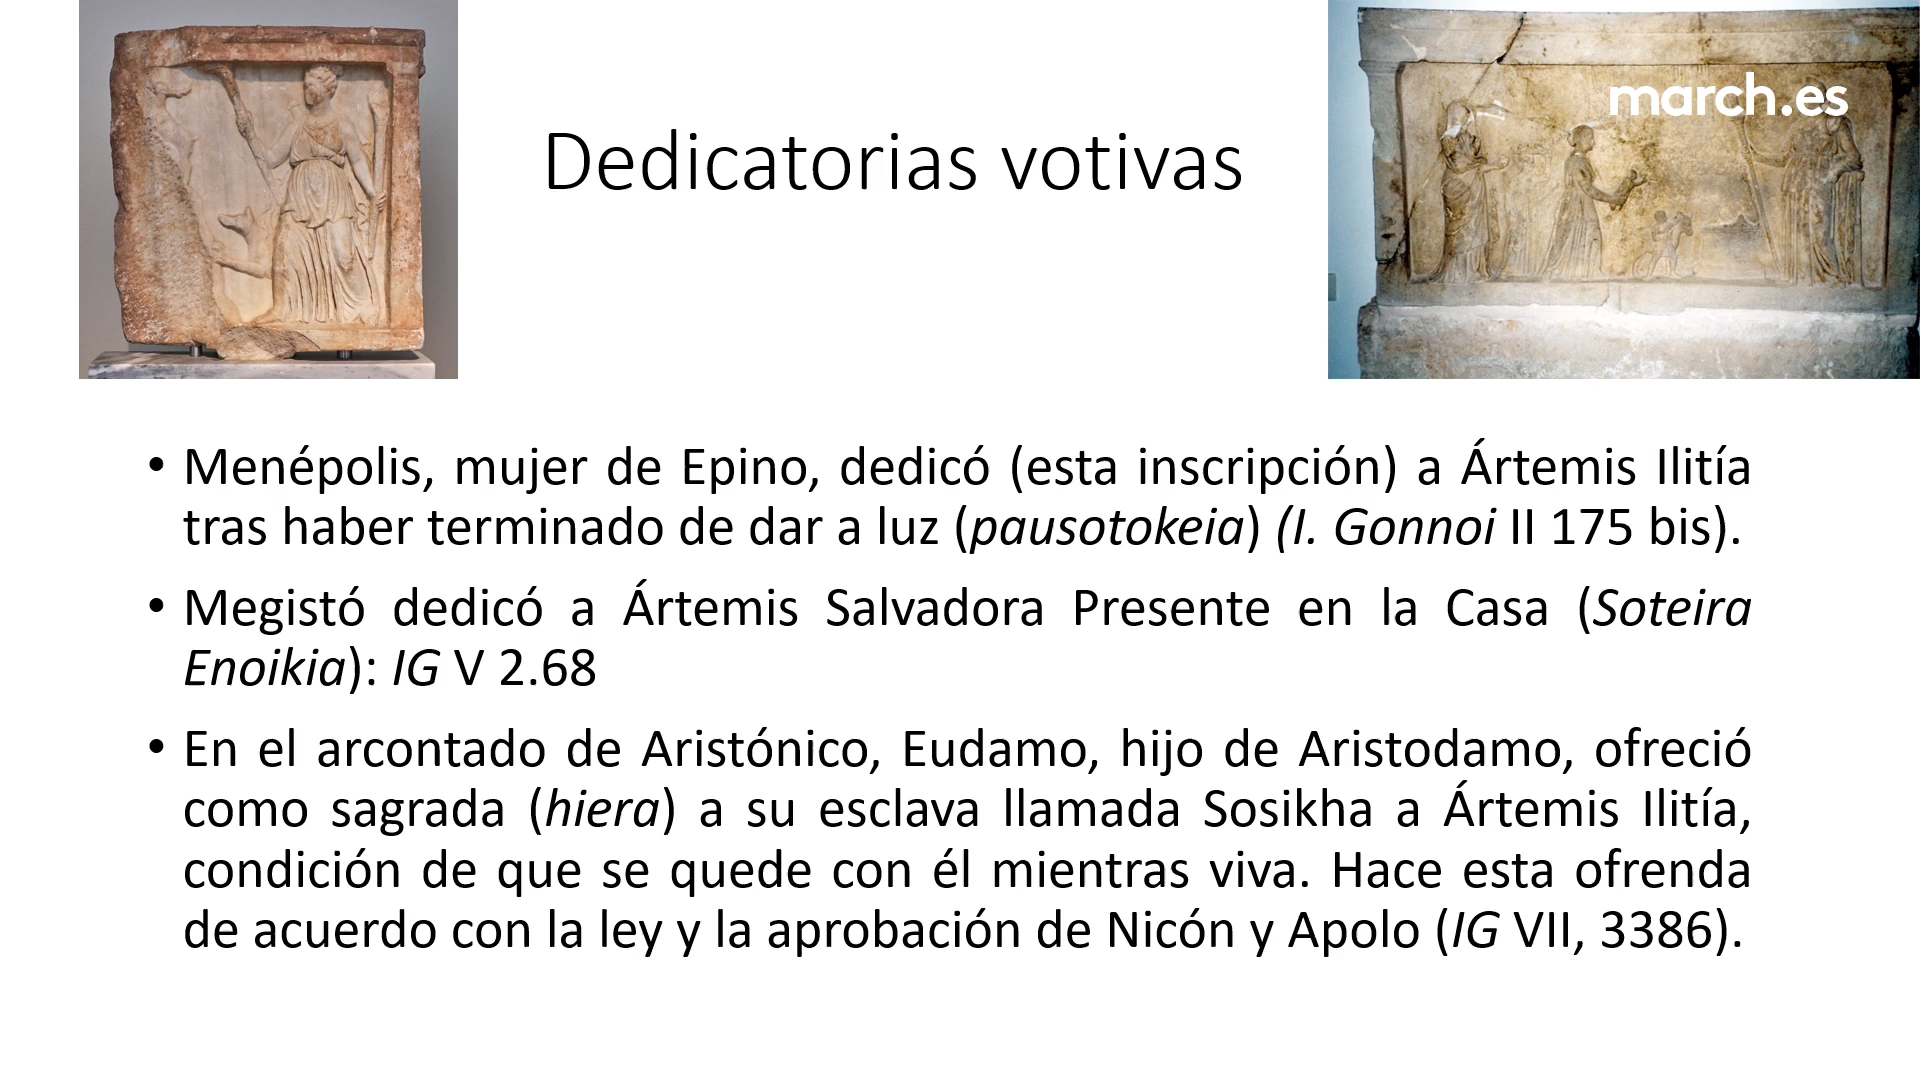 march.es
Dedicatorias votivas
• Menépolis, mujer de Epino, dedicó (esta inscripción) a Ártemis Ilitía
tras haber terminado de dar a luz (pausotokeia) (I. Gonnoi II 175 bis).
• Megistó dedicó a Ártemis Salvadora Presente en la Casa (Soteira
Enoikia): IG V 2.68
• En el arcontado de Aristónico, Eudamo, hijo de Aristodamo, ofreció
como sagrada (hiera) a su esclava llamada Sosikha a Ártemis Ilitía,
condición de que se quede con él mientras viva. Hace esta ofrenda
de acuerdo con la ley y la aprobación de Nicón y Apolo (IG VII, 3386).